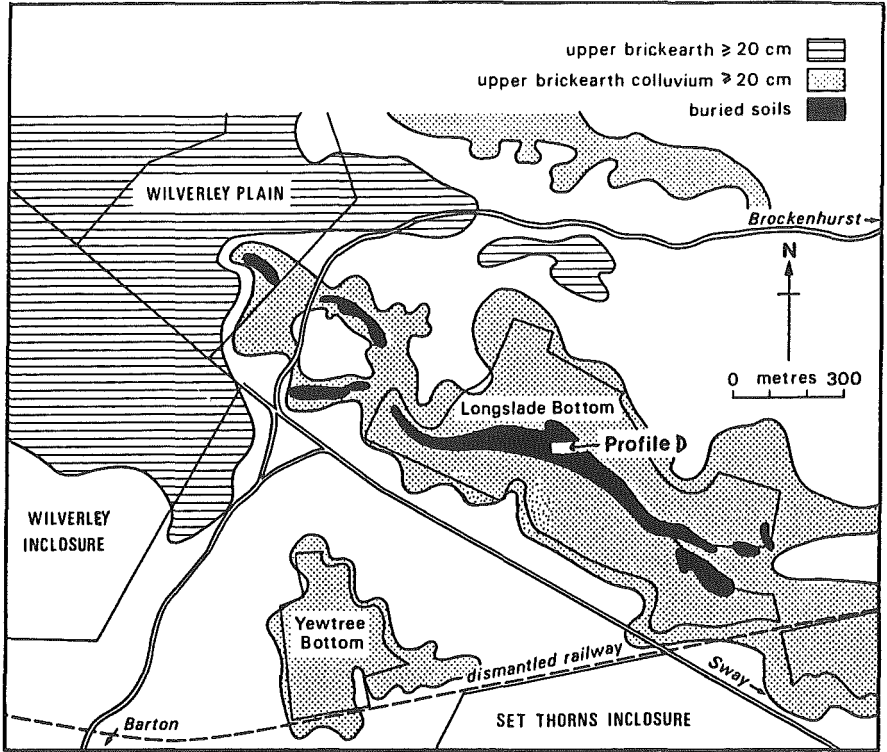 upper brickearth ⩾ 20 cm
upper brickearth colluvium ⩾ 20 cm
buried soils
WILVERLEY PLAIN
Brockenhurst
N
0 metres 300
Longslade Bottom
Profile D
WILVERLEY
INCLOSURE
Yewtree
Bottom
dismantled railway
Sway
Barton
SET THORNS INCLOSURE